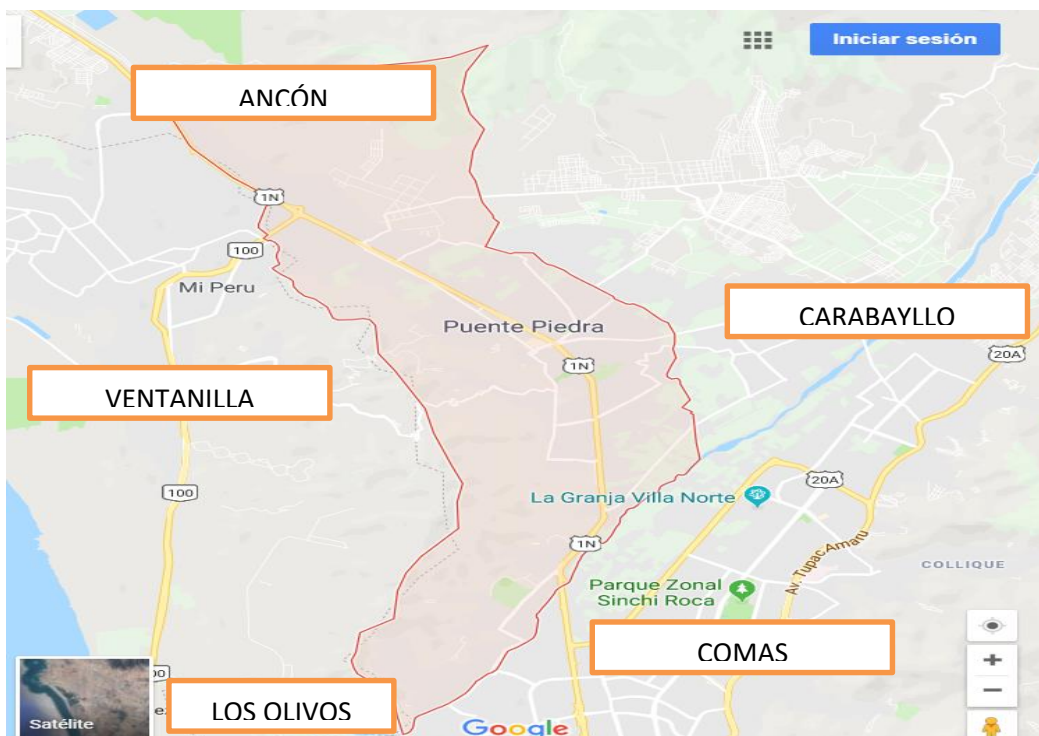 Iniciar sesión
ANCÓN
1N
100
Mi Peru
CARABAYLLO
Puente Piedra
20A
1N
VENTANILLA
100
20A
La Granja Villa Norte
1N
Av. Tupac Amaru
COLLIQUE
Parque Zonal
Sinchi Roca
COMAS
LOS OLIVOS
Satélite
Google